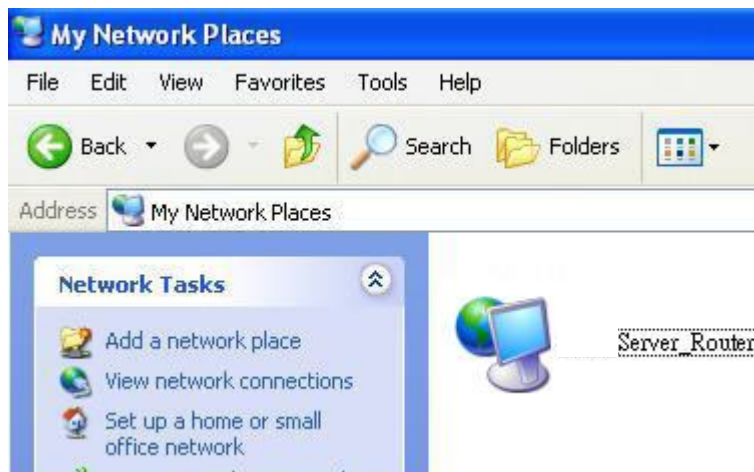 My Network Places
File Edit View Favorites Tools Help
Back Search Folders
Address My Network Places
Network Tasks
Add a network place
View network connections
Set up a home or small
office network
Server_Router